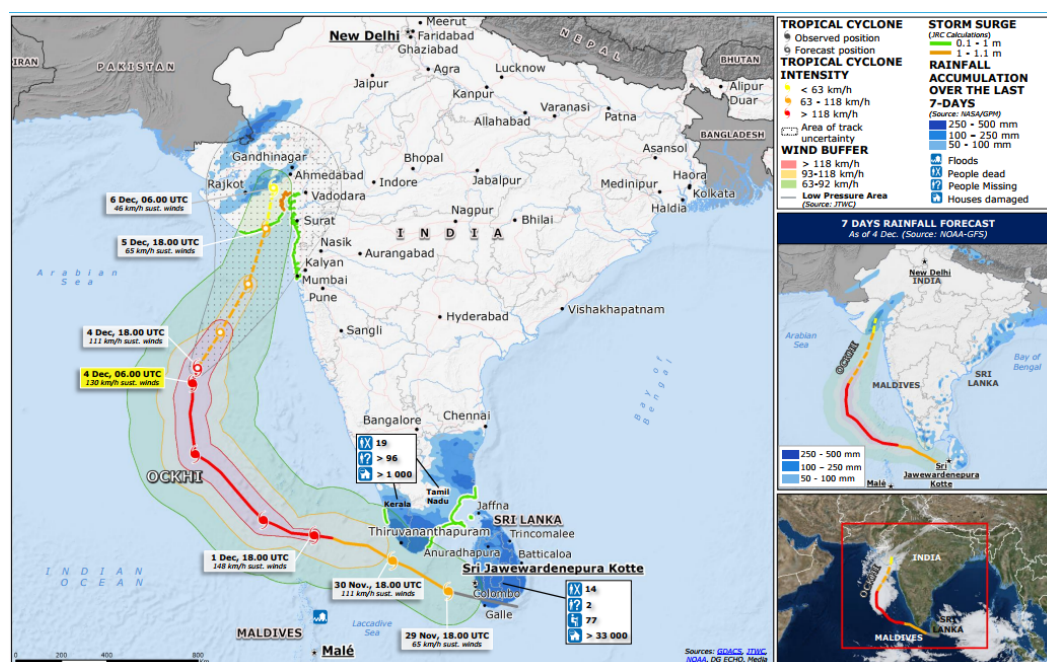 IRAN
PAKISTAN
NEPAL
BHUTAN
BANGLADESH
Meerut
New Delhi
Faridabad
Ghaziabad
Agra
Lucknow
Jaipur
Kanpur
Alipur
Duar
Varanasi
Patna
Allahabad
Gandhinagar
Ahmedabad
Bhopal
Asansol
Rajkot
Indore
Jabalpur
Medinipur
Haora
Kolkata
Vadodara
Haldia
6 Dec, 06.00 UTC
46 km/h sust. winds
Surat
Nagpur
Bhilai
INDIA
5 Dec, 18.00 UTC
65 km/h sust. winds
Nasik
Aurangabad
Kalyan
Mumbai
Pune
Arabian
Sea
Vishakhapatnam
Hyderabad
Sangli
4 Dec, 18.00 UTC
111 km/h sust. winds
4 Dec, 06.00 UTC
130 km/h sust. winds
Bay of
Bengal
Bangalore
Chennai
19
> 96
> 1 000
OCKHI
Kerala
Tamil
Nadu
Jaffna
SRI LANKA
Thiruvananthapuram
Trincomalee
Anuradhapura
Batticaloa
1 Dec, 18.00 UTC
148 km/h sust. winds
Sri Jawewardenepura Kotte
INDIAN
OCEAN
30 Nov., 18.00 UTC
111 km/h sust. winds
Colombo
14
2
77
> 33 000
Galle
Laccadive
Sea
29 Nov, 18.00 UTC
65 km/h sust. winds
MALDIVES
Malé
0
200
400
800
Km
Sources: GDACS, JTWC,
NOAA, DG ECHO, Media
TROPICAL CYCLONE
Observed position
Forecast position
TROPICAL CYCLONE
INTENSITY
< 63 km/h
63 - 118 km/h
> 118 km/h
Area of track
uncertainty
WIND BUFFER
> 118 km/h
93-118 km/h
63-92 km/h
Low Pressure Area
(Source: JTWC)
STORM SURGE
(JRC Calculations)
0.1 - 1 m
1 - 1.1 m
RAINFALL
ACCUMULATION
OVER THE LAST
7-DAYS
(Source: NASA/GPM)
250 - 500 mm
100 – 250 mm
50 - 100 mm
Floods
People dead
People Missing
Houses damaged
7 DAYS RAINFALL FORECAST
As of 4 Dec. (Source: NOAA-GFS)
New Delhi
INDIA
Arabian
Sea
OCKHI
MALDIVES
SRI
LANKA
Bay of
Bengal
250 - 500 mm
100 – 250 mm
50 - 100 mm
Malé
Sri
Jawewardenepura
Kotte
INDIA
OCKHI
SRI
LANKA
MALDIVES